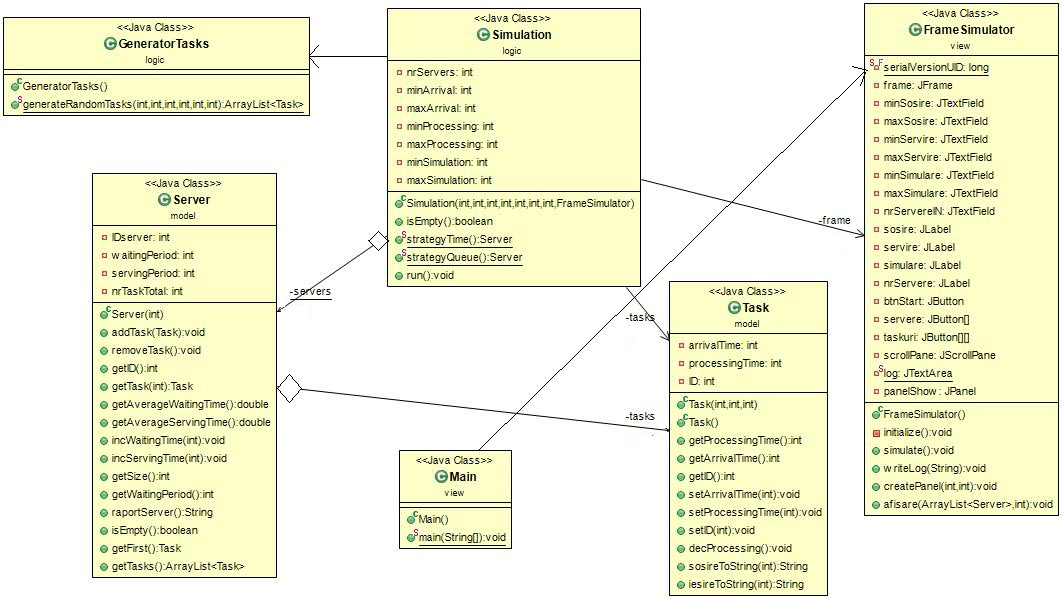 <<Java Class>>
GeneratorTasks
logic
GeneratorTasks()
generateRandomTasks(int,int,int,int,int,int):ArrayList<Task>
<<Java Class>>
Simulation
logic
nrServers: int
minArrival: int
maxArrival: int
minProcessing: int
maxProcessing: int
minSimulation: int
maxSimulation: int
Simulation(int,int,int,int,int,int,int,FrameSimulator)
isEmpty():boolean
strategyTime():Server
strategyQueue():Server
run():void
<<Java Class>>
FrameSimulator
view
serialVersionUID: long
frame: JFrame
minSosire: JTextField
maxSosire: JTextField
minServire: JTextField
maxServire: JTextField
minSimulare: JTextField
maxSimulare: JTextField
nrServereIN: JTextField
sosire: JLabel
servire: JLabel
simulare: JLabel
nrServere: JLabel
btnStart: JButton
servere: JButton[]
taskuri: JButton[][]
scrollPane: JScrollPane
log: JTextArea
panelShow: JPanel
FrameSimulator()
initialize():void
simulate():void
writeLog(String):void
createPanel(int,int):void
afisare(ArrayList<Server>,int):void
-frame
-servers
-tasks
-tasks
<<Java Class>>
Server
model
IDserver: int
waitingPeriod: int
servingPeriod: int
nrTaskTotal: int
Server(int)
addTask(Task):void
removeTask():void
getID():int
getTask(int):Task
getAverageWaitingTime():double
getAverageServingTime():double
incWaitingTime(int):void
incServingTime(int):void
getSize():int
getWaitingPeriod():int
raportServer():String
isEmpty():boolean
getFirst():Task
getTasks():ArrayList<Task>
<<Java Class>>
Main
view
Main()
main(String[]):void
<<Java Class>>
Task
model
arrivalTime: int
processingTime: int
ID: int
Task(int,int,int)
Task()
getProcessingTime():int
getArrivalTime():int
getID():int
setArrivalTime(int):void
setProcessingTime(int):void
setID(int):void
decProcessing():void
sosireToString(int):String
iesireToString(int):String